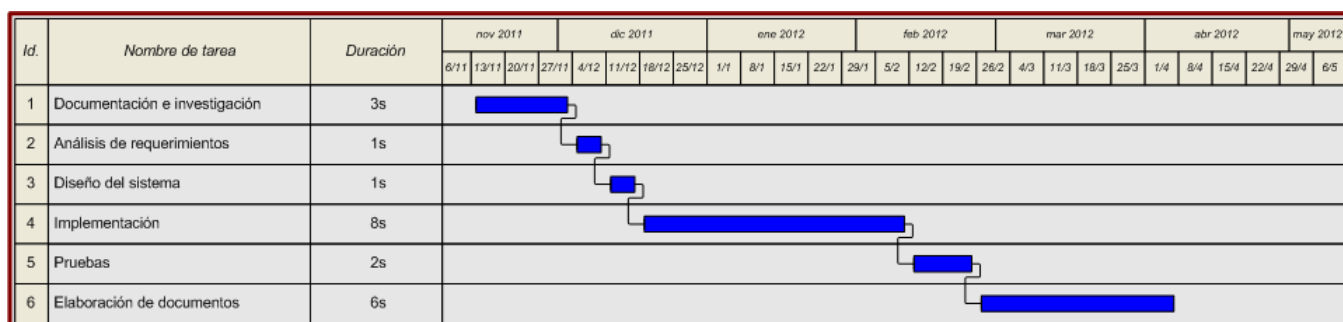 Id. Nombre de tarea Duración nov 2011 dic 2011 ene 2012 feb 2012 mar 2012 abr 2012 may 2012
6/11 13/11 20/11 27/11 4/12 11/12 18/12 25/12 1/1 8/1 15/1 22/1 29/1 5/2 12/2 19/2 26/2 4/3 11/3 18/3 25/3 1/4 8/4 15/4 22/4 29/4 6/5
1 Documentación e investigación 3s
2 Análisis de requerimientos 1s
3 Diseño del sistema 1s
4 Implementación 8s
5 Pruebas 2s
6 Elaboración de documentos 6s